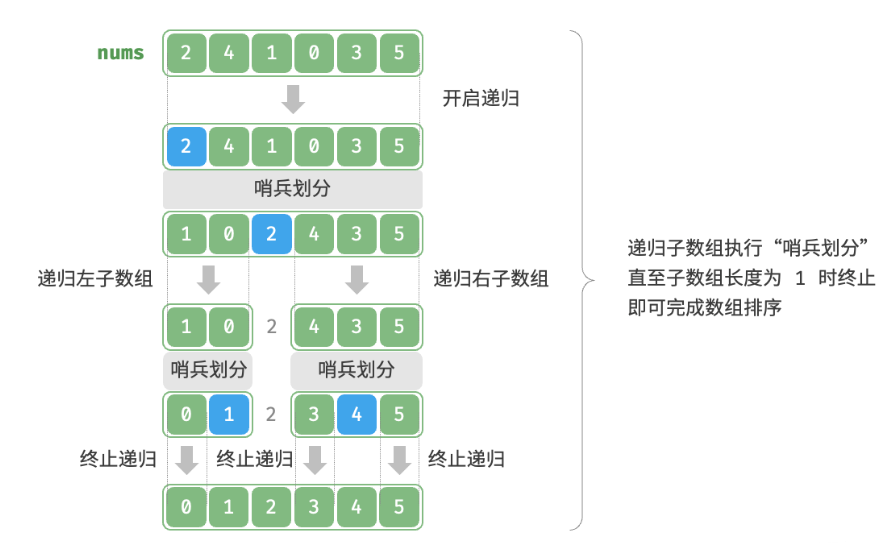 nums 2 4 1 0 3 5
开启递归
2 4 1 0 3 5
哨兵划分
1 0 2 4 3 5
递归左子数组 递归右子数组
递归子数组执行“哨兵划分”
直至子数组长度为 1 时终止
即可完成数组排序
1 0 2 4 3 5
哨兵划分 哨兵划分
0 1 2 3 4 5
终止递归 终止递归 终止递归
0 1 2 3 4 5